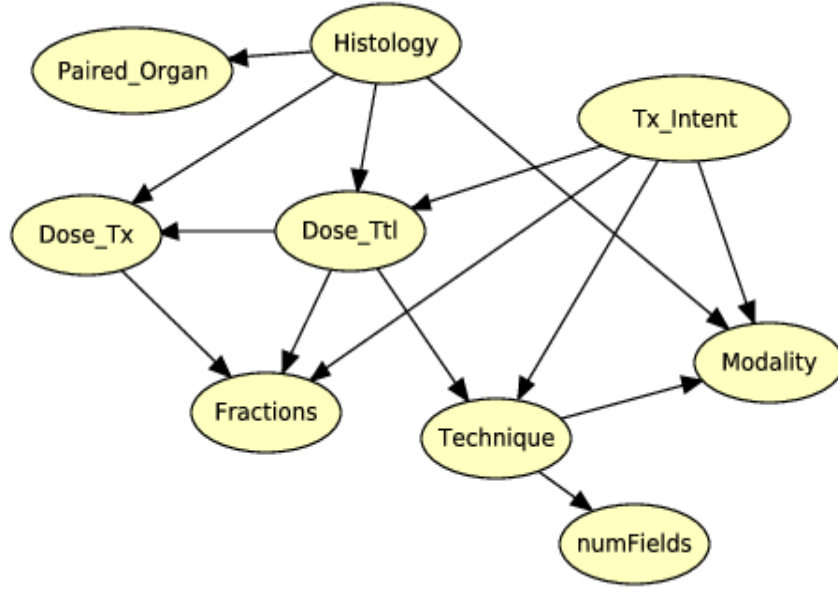 Histology
Paired_Organ
Tx_Intent
Dose_Tx
Dose_Ttl
Modality
Fractions
Technique
numFields